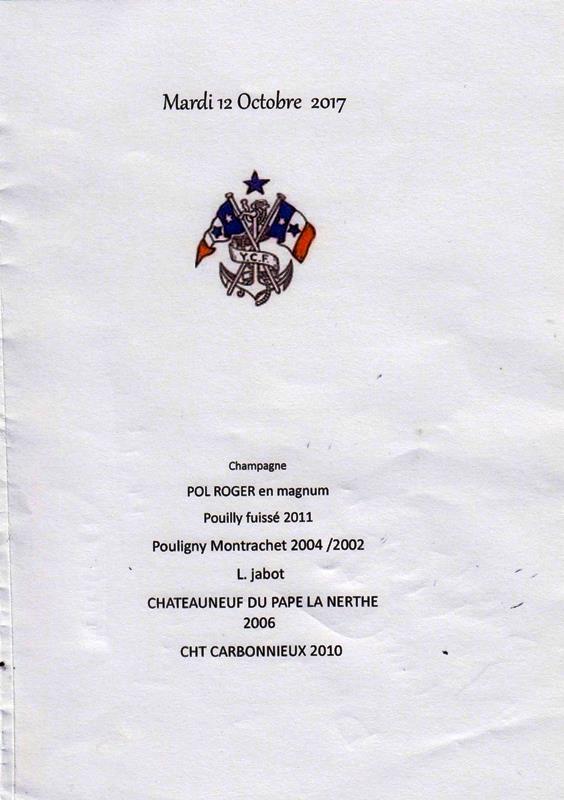 Mardi 12 Octobre 2017
Y.C.F.
Champagne
POL ROGER en magnum
Pouilly fuissé 2011
Pouligny Montrachet 2004 /2002
L. jabot
CHATEAUNEUF DU PAPE LA NERTHE
2006
CHT CARBONNIEUX 2010